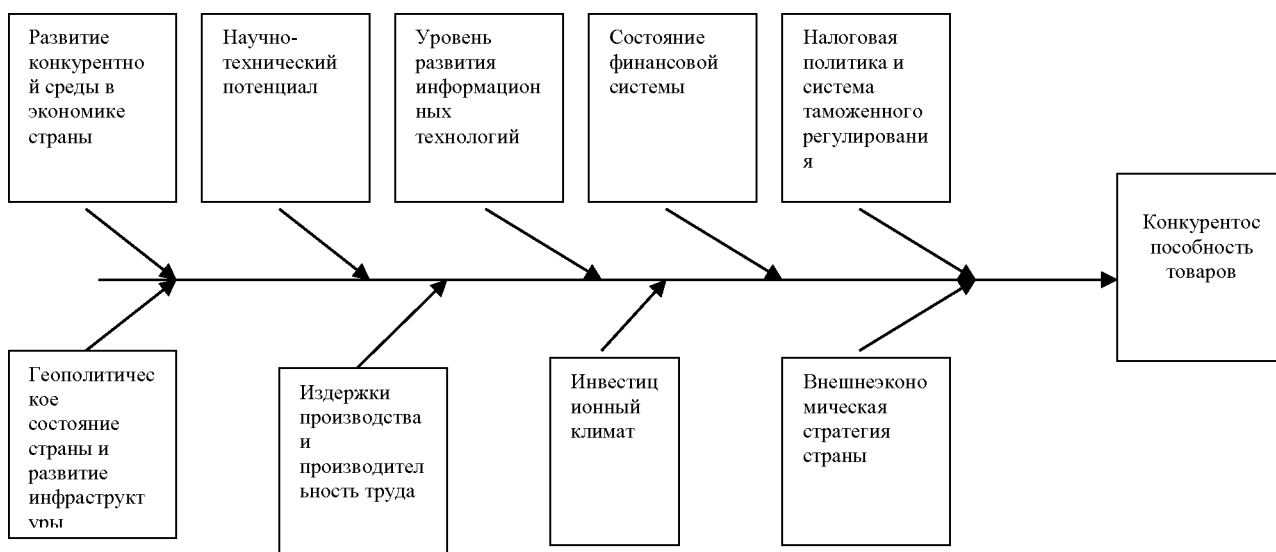 Развитие
конкурентно
й среды в
экономике
страны
Научно-
технический
потенциал
Уровень
развития
информацион
ных
технологий
Состояние
финансовой
системы
Налоговая
политика и
система
таможенного
регулировани
я
Конкурентос
пособность
товаров
Геополитичес
кое
состояние
страны и
развитие
инфраструкт
уры
Издержки
производства
и
производител
ьность труда
Инвестиц
ионный
климат
Внешнеэконо
мическая
стратегия
страны